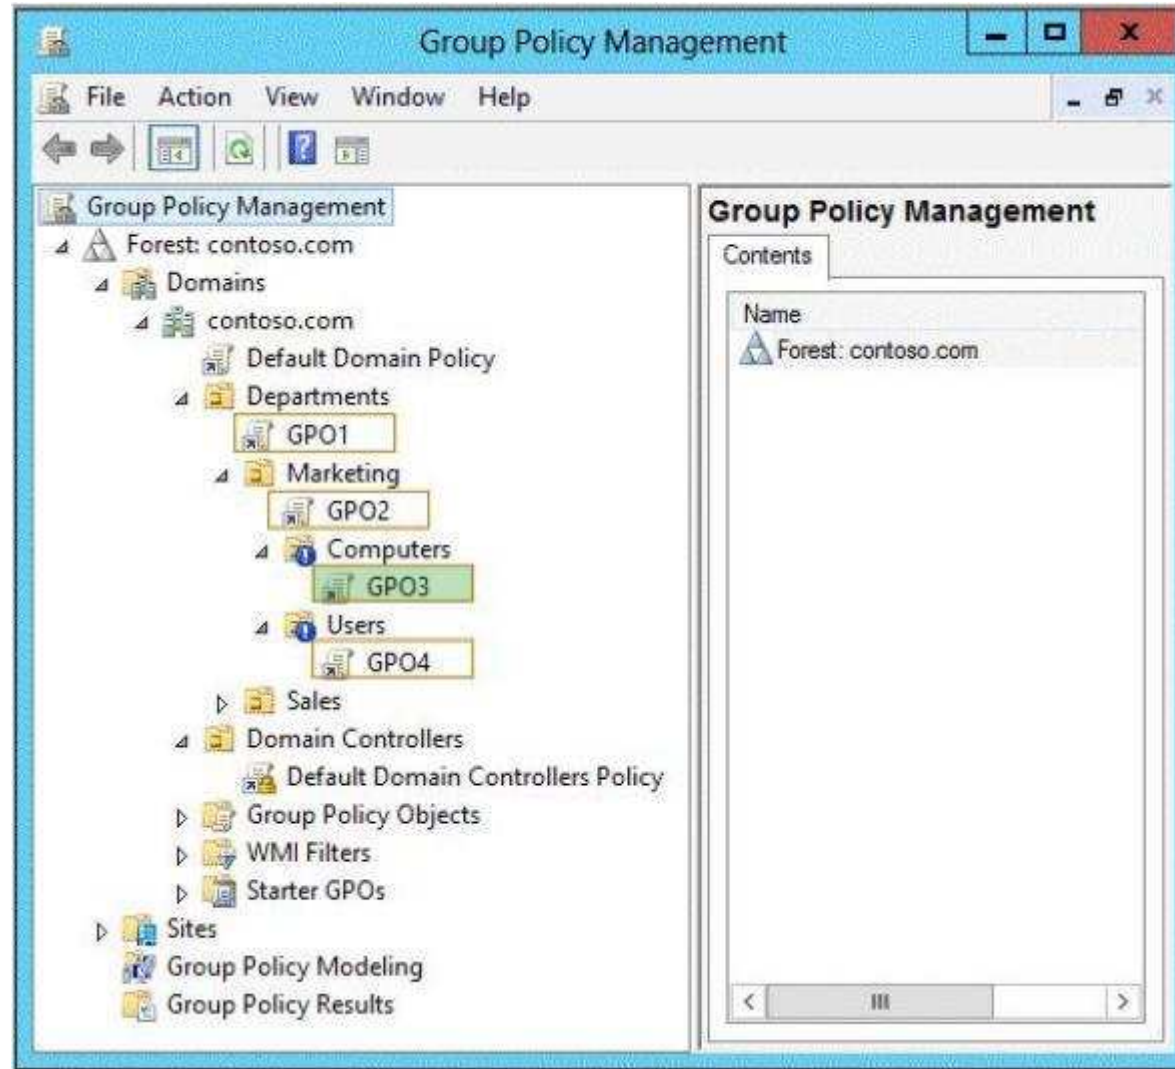 Group Policy Management
File Action View Window Help
Group Policy Management
Forest: contoso.com
Domains
contoso.com
Default Domain Policy
Departments
GPO1
Marketing
GPO2
Computers
GPO3
Users
GPO4
Sales
Domain Controllers
Default Domain Controllers Policy
Group Policy Objects
WMI Filters
Starter GPOs
Sites
Group Policy Modeling
Group Policy Results
Group Policy Management
Contents
Name
Forest: contoso.com